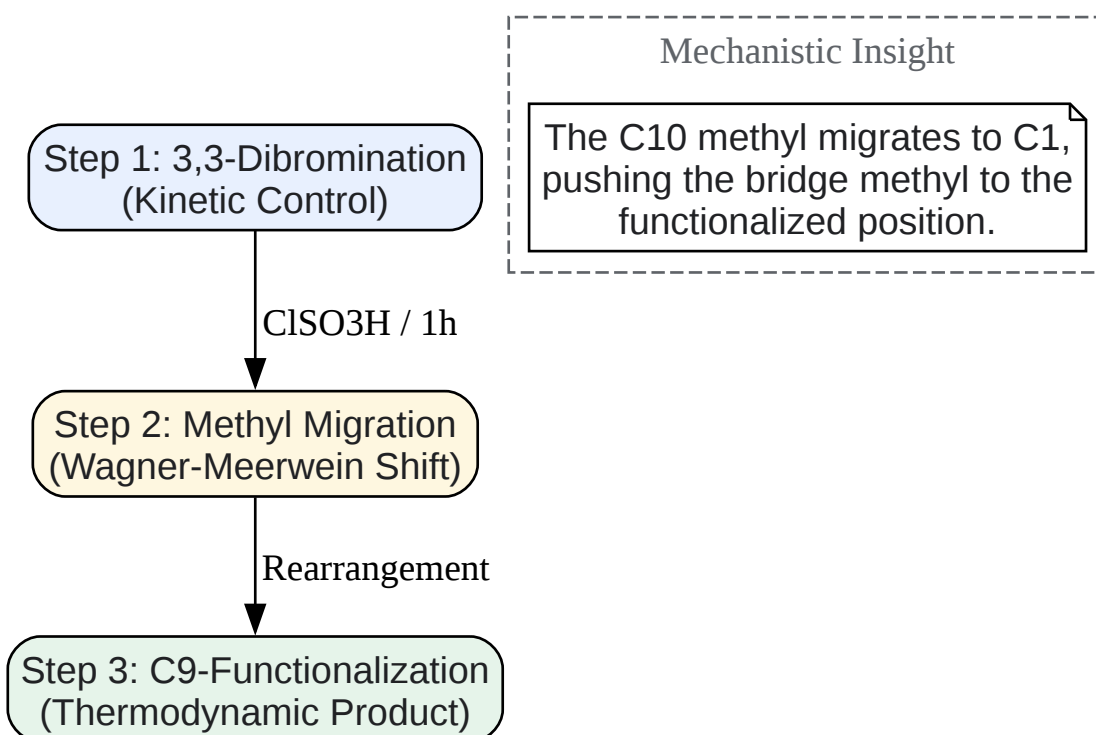 Mechanistic Insight
The C10 methyl migrates to C1,
pushing the bridge methyl to the
functionalized position.
Step 1: 3,3-Dibromination
(Kinetic Control)
ClSO3H / 1h
Step 2: Methyl Migration
(Wagner-Meerwein Shift)
Rearrangement
Step 3: C9-Functionalization
(Thermodynamic Product)